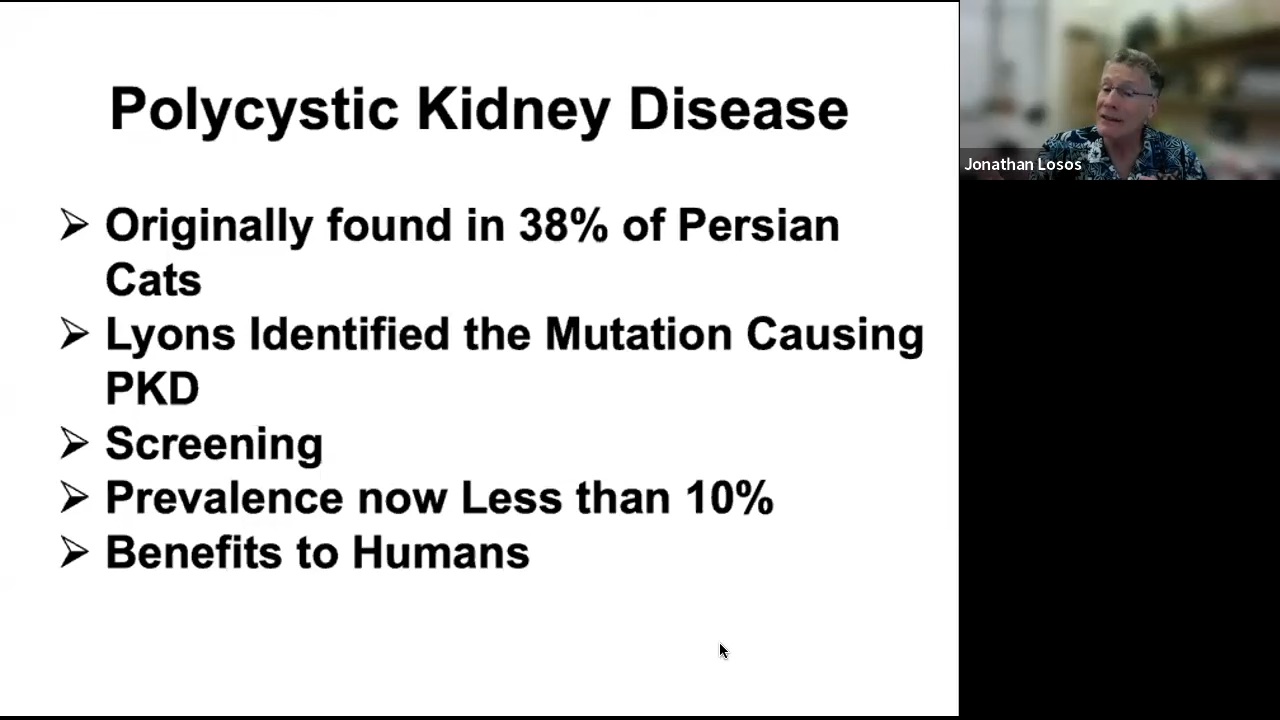 Polycystic Kidney Disease
➢ Originally found in 38% of Persian
Cats
➢ Lyons Identified the Mutation Causing
PKD
➢ Screening
➢ Prevalence now Less than 10%
➢ Benefits to Humans
Jonathan Losos